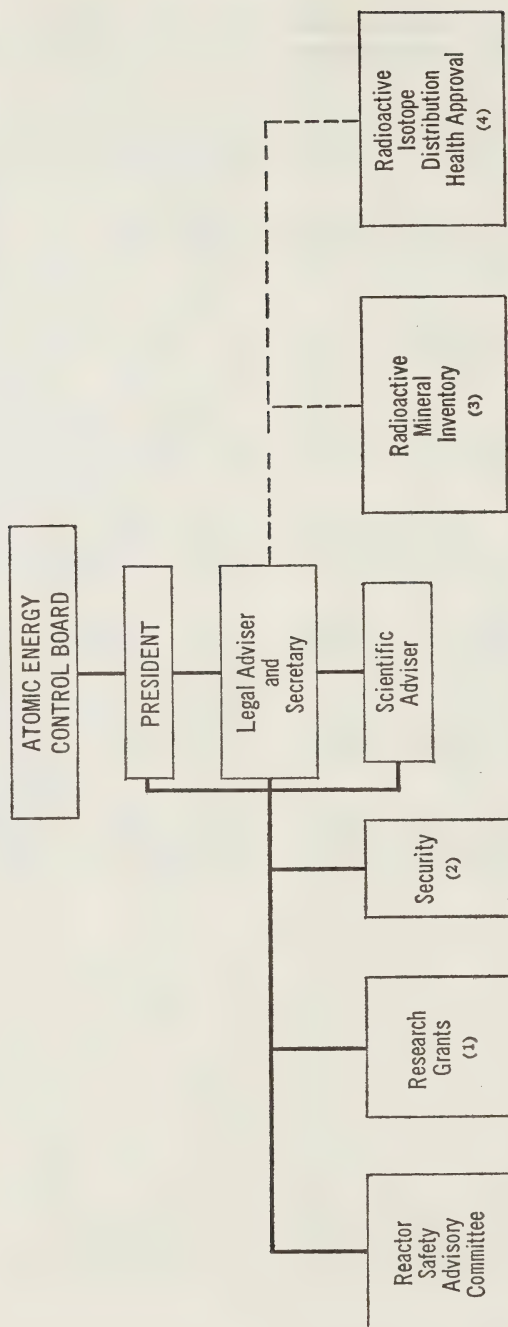 ATOMIC ENERGY
CONTROL BOARD
PRESIDENT
Legal Adviser
and
Secretary
Scientific
Adviser
Reactor
Safety
Advisory
Committee
Research
Grants
(1)
Security
(2)
Radioactive
Mineral
Inventory
(3)
Radioactive
Isotope
Distribution
Health Approval
(4)